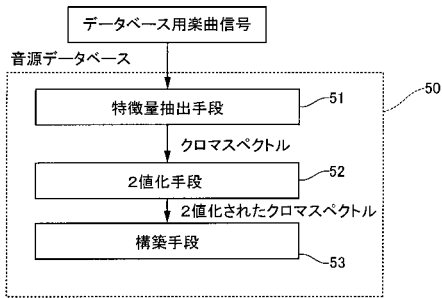 データベース用楽曲信号
音源データベース
50
特徴量抽出手段
51
クロマスペクトル
2値化手段
52
2値化されたクロマスペクトル
構築手段
53